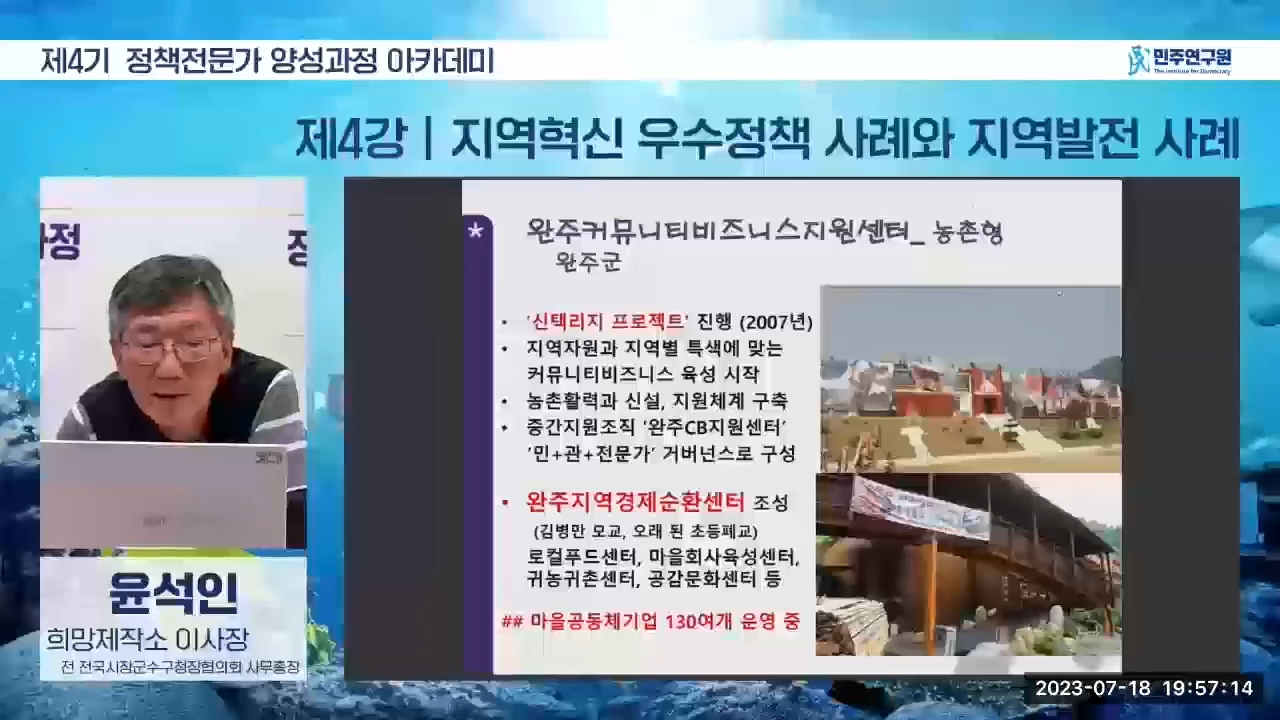 제4기 정책전문가 양성과정 아카데미
민주연구원
The Institute for Democracy
제4강 | 지역혁신 우수정책 사례와 지역발전 사례
*
완주커뮤니티비즈니스지원센터_ 농촌형
완주군
• '신택리지 프로젝트' 진행 (2007년)
• 지역자원과 지역별 특색에 맞는
커뮤니티비즈니스 육성 시작
• 농촌활력과 신설, 지원체계 구축
• 중간지원조직 '완주CB지원센터'
'민+관+전문가' 거버넌스로 구성
• 완주지역경제순환센터 조성
(김병만 모교, 오래 된 초등폐교)
로컬푸드센터, 마을회사육성센터,
귀농귀촌센터, 공감문화센터 등
## 마을공동체기업 130여개 운영 중
윤석인
희망제작소 이사장
전 전국시장군수구청장협의회 사무총장
2023-07-18 19:57:14